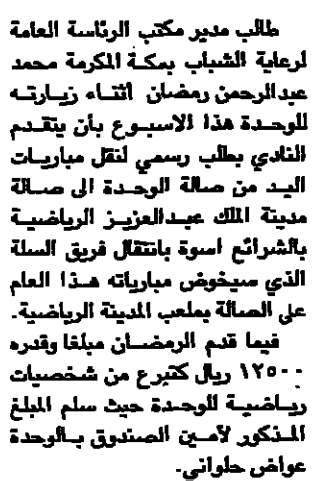 طالب مدير مكتب الرئاسة العامة
لرعاية الشباب بمكة المكرمة محمد
عبدالرحمن رمضان أثناء زيارته
للوحدة هذا الاسبوع بأن يتقدم
النادي بطلب رسمي لنقل مباريات
اليد من صالة الوحدة الى صالة
مدينة الملك عبدالعزيز الرياضية
بالشرائع اسوة بانتقال فريق السلة
الذي سيخوض مبارياته هذا العام
على الصالة بملعب المدينة الرياضية.
فيما قدم الرمضان مبلغا وقدره
١٢٥٠٠ ريال كتبرع من شخصيات
رياضية للوحدة حيث سلم المبلغ
المذكور لأمين الصندوق بالوحدة
عواض حلواني.